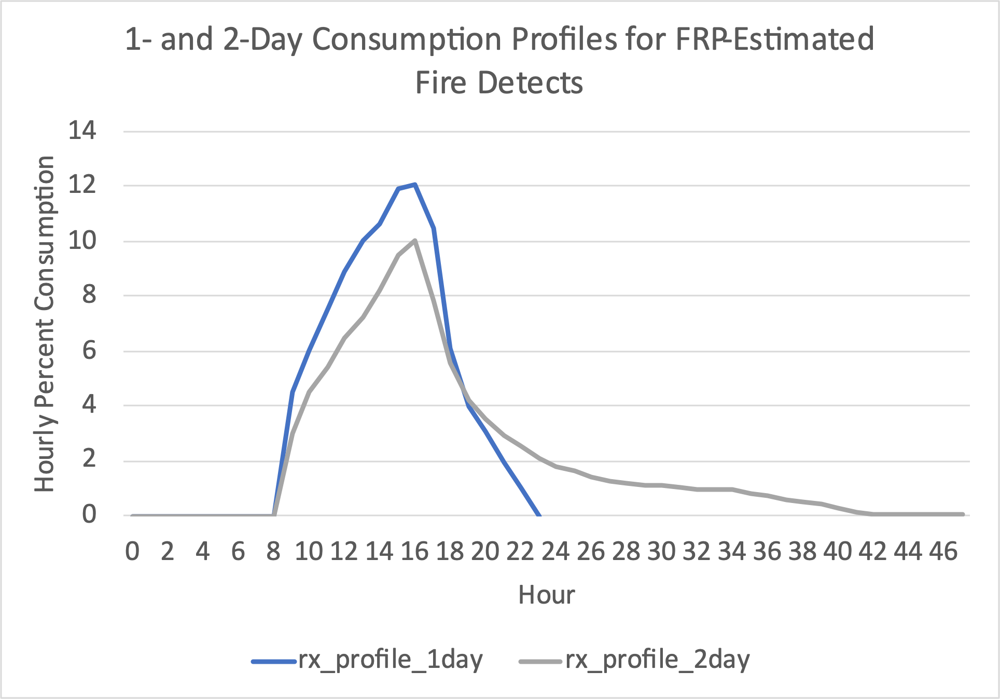 1- and 2-Day Consumption Profiles for FRP-Estimated
Fire Detects
Hourly Percent Consumption
14
12
10
8
6
4
2
0
0 2 4 6 8 10 12 14 16 18 20 22 24 26 28 30 32 34 36 38 40 42 44 46
Hour
rx_profile_1day rx_profile_2day